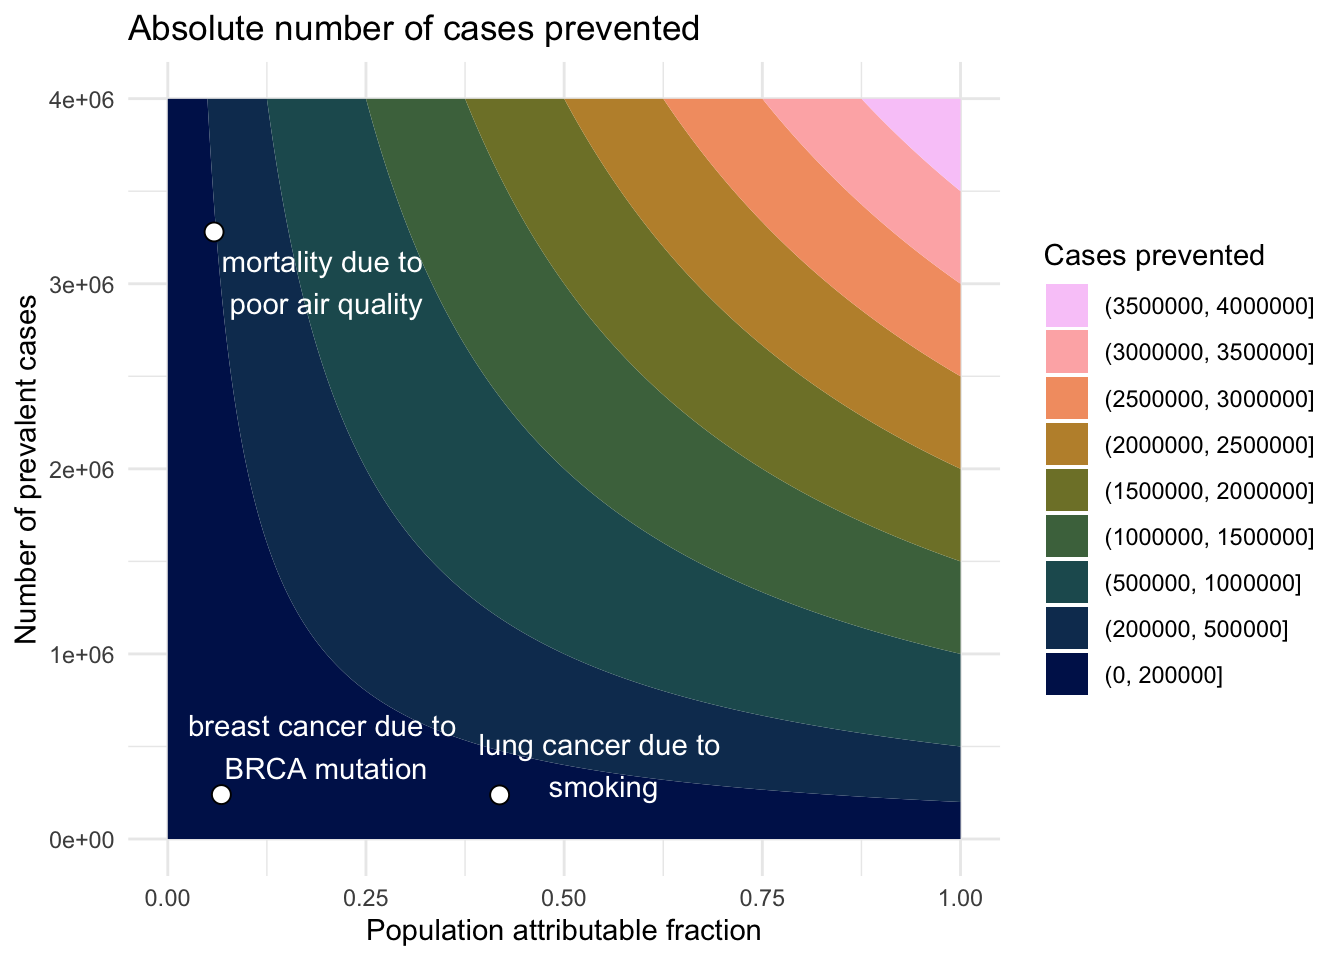 Absolute number of cases prevented
Number of prevalent cases
4e+06
3e+06
2e+06
1e+06
0e+00
mortality due to
poor air quality
breast cancer due to
BRCA mutation
lung cancer due to
smoking
0.00
0.25
0.50
0.75
1.00
Population attributable fraction
Cases prevented
(3500000, 4000000]
(3000000, 3500000]
(2500000, 3000000]
(2000000, 2500000]
(1500000, 2000000]
(1000000, 1500000]
(500000, 1000000]
(200000, 500000]
(0, 200000]